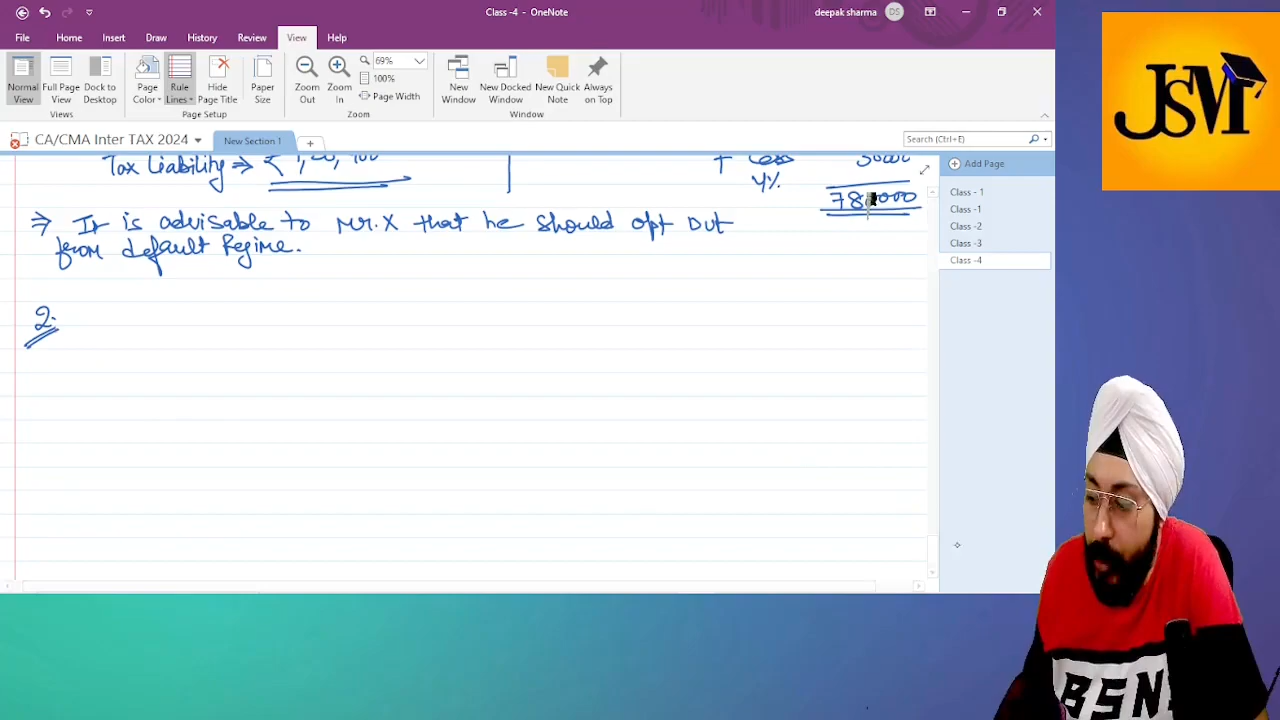 Class -4 - OneNote
deepak sharma
DS
File
Home
Insert
Draw
History
Review
View
Help
Normal View
Full Page View
Dock to Desktop
Views
Page Color
Rule Lines
Hide Page Title
Paper Size
Page Setup
Zoom Out
Zoom In
69%
100%
Page Width
Zoom
New Window
New Docked Window
New Quick Note
Always on Top
Window
CA/CMA Inter TAX 2024
New Section 1
Search (Ctrl+E)
Add Page
Class - 1
Class -1
Class -2
Class -3
Class -4
Tax Liability ⇒ ₹
+ Cess
4%
⇒ It is advisable to Mr. X that he should opt out
from default Regime.
2.
JSM
BSN